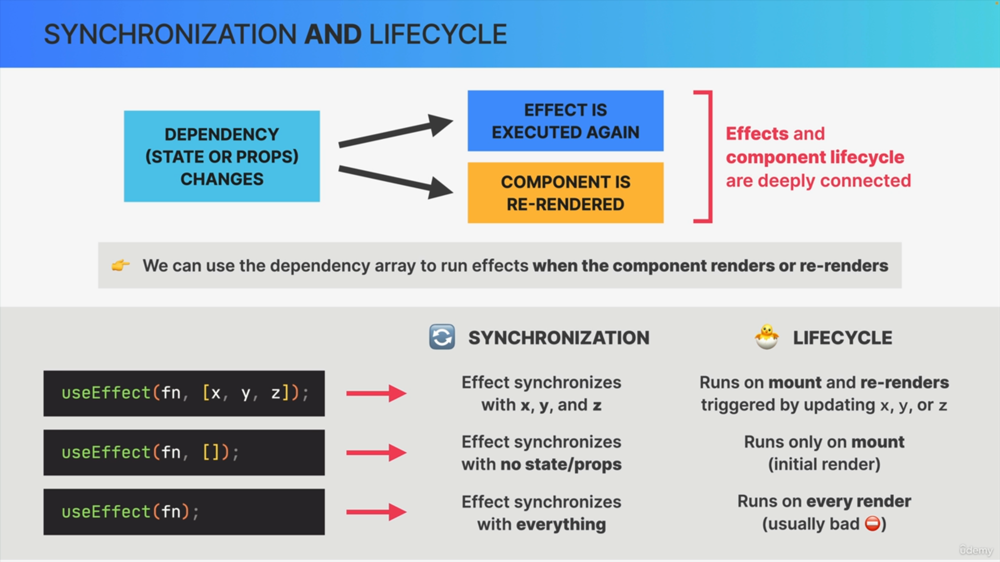 SYNCHRONIZATION AND LIFECYCLE
DEPENDENCY
(STATE OR PROPS)
CHANGES
EFFECT IS
EXECUTED AGAIN
COMPONENT IS
RE-RENDERED
Effects and
component lifecycle
are deeply connected
👉 We can use the dependency array to run effects when the component renders or re-renders
🔄 SYNCHRONIZATION
🐣 LIFECYCLE
useEffect(fn, [x, y, z]);
Effect synchronizes
with x, y, and z
Runs on mount and re-renders
triggered by updating x, y, or z
useEffect(fn, []);
Effect synchronizes
with no state/props
Runs only on mount
(initial render)
useEffect(fn);
Effect synchronizes
with everything
Runs on every render
(usually bad ⛔)
ûdemy